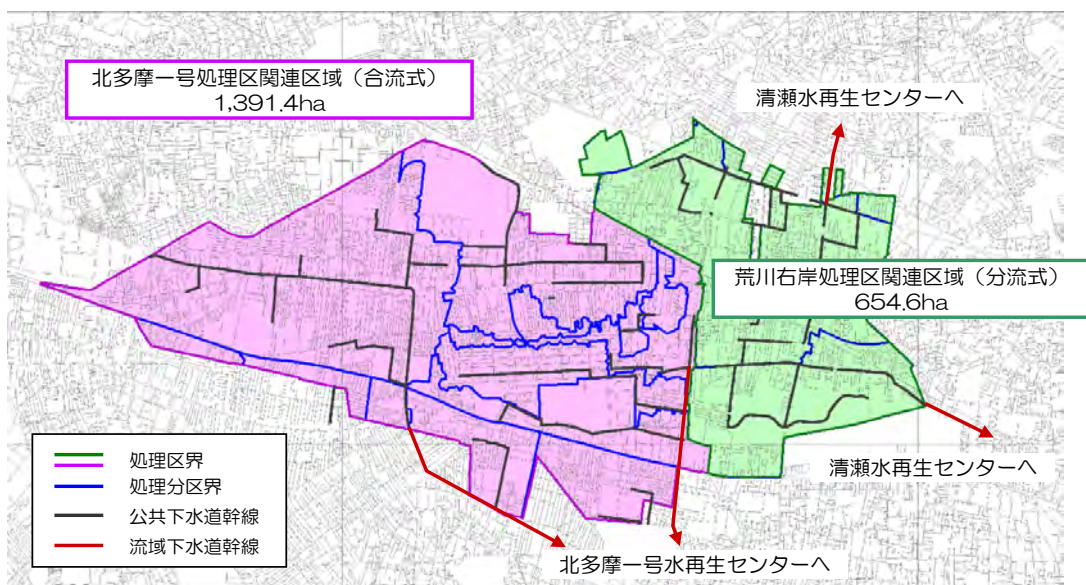 北多摩一号処理区関連区域（合流式）
1,391.4ha
清瀬水再生センターへ
荒川右岸処理区関連区域（分流式）
654.6ha
処理区界
処理分区界
公共下水道幹線
流域下水道幹線
清瀬水再生センターへ
北多摩一号水再生センターへ